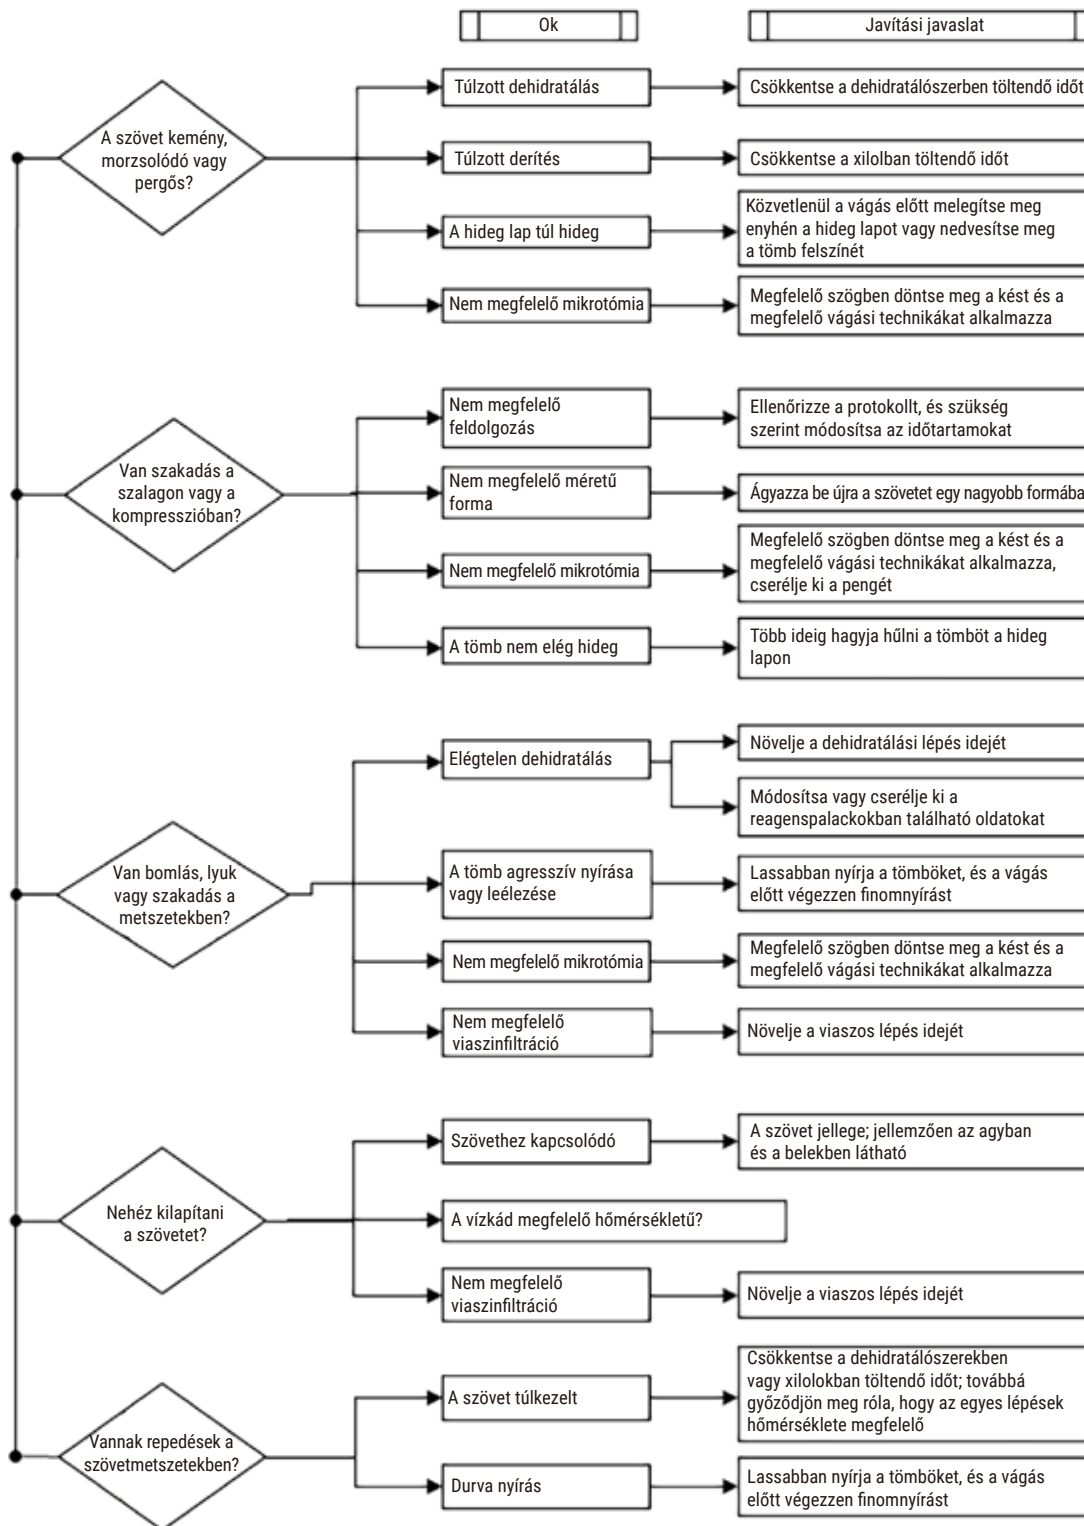 Ok
Javítási javaslat
A szövet kemény,
morzsolódó vagy
pergős?
Túlzott dehidratálás
Csökkentse a dehidratálószerben töltendő időt
Túlzott derítés
Csökkentse a xilolban töltendő időt
A hideg lap túl hideg
Közvetlenül a vágás előtt melegítse meg
enyhén a hideg lapot vagy nedvesítse meg
a tömb felszínét
Nem megfelelő mikrotómia
Megfelelő szögben döntse meg a kést és a
megfelelő vágási technikákat alkalmazza
Van szakadás a
szalagon vagy a
kompresszióban?
Nem megfelelő
feldolgozás
Ellenőrizze a protokollt, és szükség
szerint módosítsa az időtartamokat
Nem megfelelő méretű
forma
Ágyazza be újra a szövetet egy nagyobb formába
Nem megfelelő mikrotómia
Megfelelő szögben döntse meg a kést és a
megfelelő vágási technikákat alkalmazza,
cserélje ki a pengét
A tömb nem elég hideg
Több ideig hagyja hűlni a tömböt a hideg
lapon
Van bomlás, lyuk
vagy szakadás a
metszetekben?
Elégtelen dehidratálás
Növelje a dehidratálási lépés idejét
Módosítsa vagy cserélje ki a
reagenspalackokban található oldatokat
A tömb agresszív nyírása
vagy leélezése
Lassabban nyírja a tömböket, és a vágás
előtt végezzen finomnyírást
Nem megfelelő mikrotómia
Megfelelő szögben döntse meg a kést és a
megfelelő vágási technikákat alkalmazza
Nem megfelelő
viaszinfiltráció
Növelje a viaszos lépés idejét
Nehéz kilapítani
a szövetet?
Szövethez kapcsolódó
A szövet jellege; jellemzően az agyban
és a belekben látható
A vízkád megfelelő hőmérsékletű?
Nem megfelelő
viaszinfiltráció
Növelje a viaszos lépés idejét
Vannak repedések a
szövetmetszetekben?
A szövet túlkezelt
Csökkentse a dehidratálószerekben
vagy xilolokban töltendő időt; továbbá
győződjön meg róla, hogy az egyes lépések
hőmérséklete megfelelő
Durva nyírás
Lassabban nyírja a tömböket, és a vágás
előtt végezzen finomnyírást